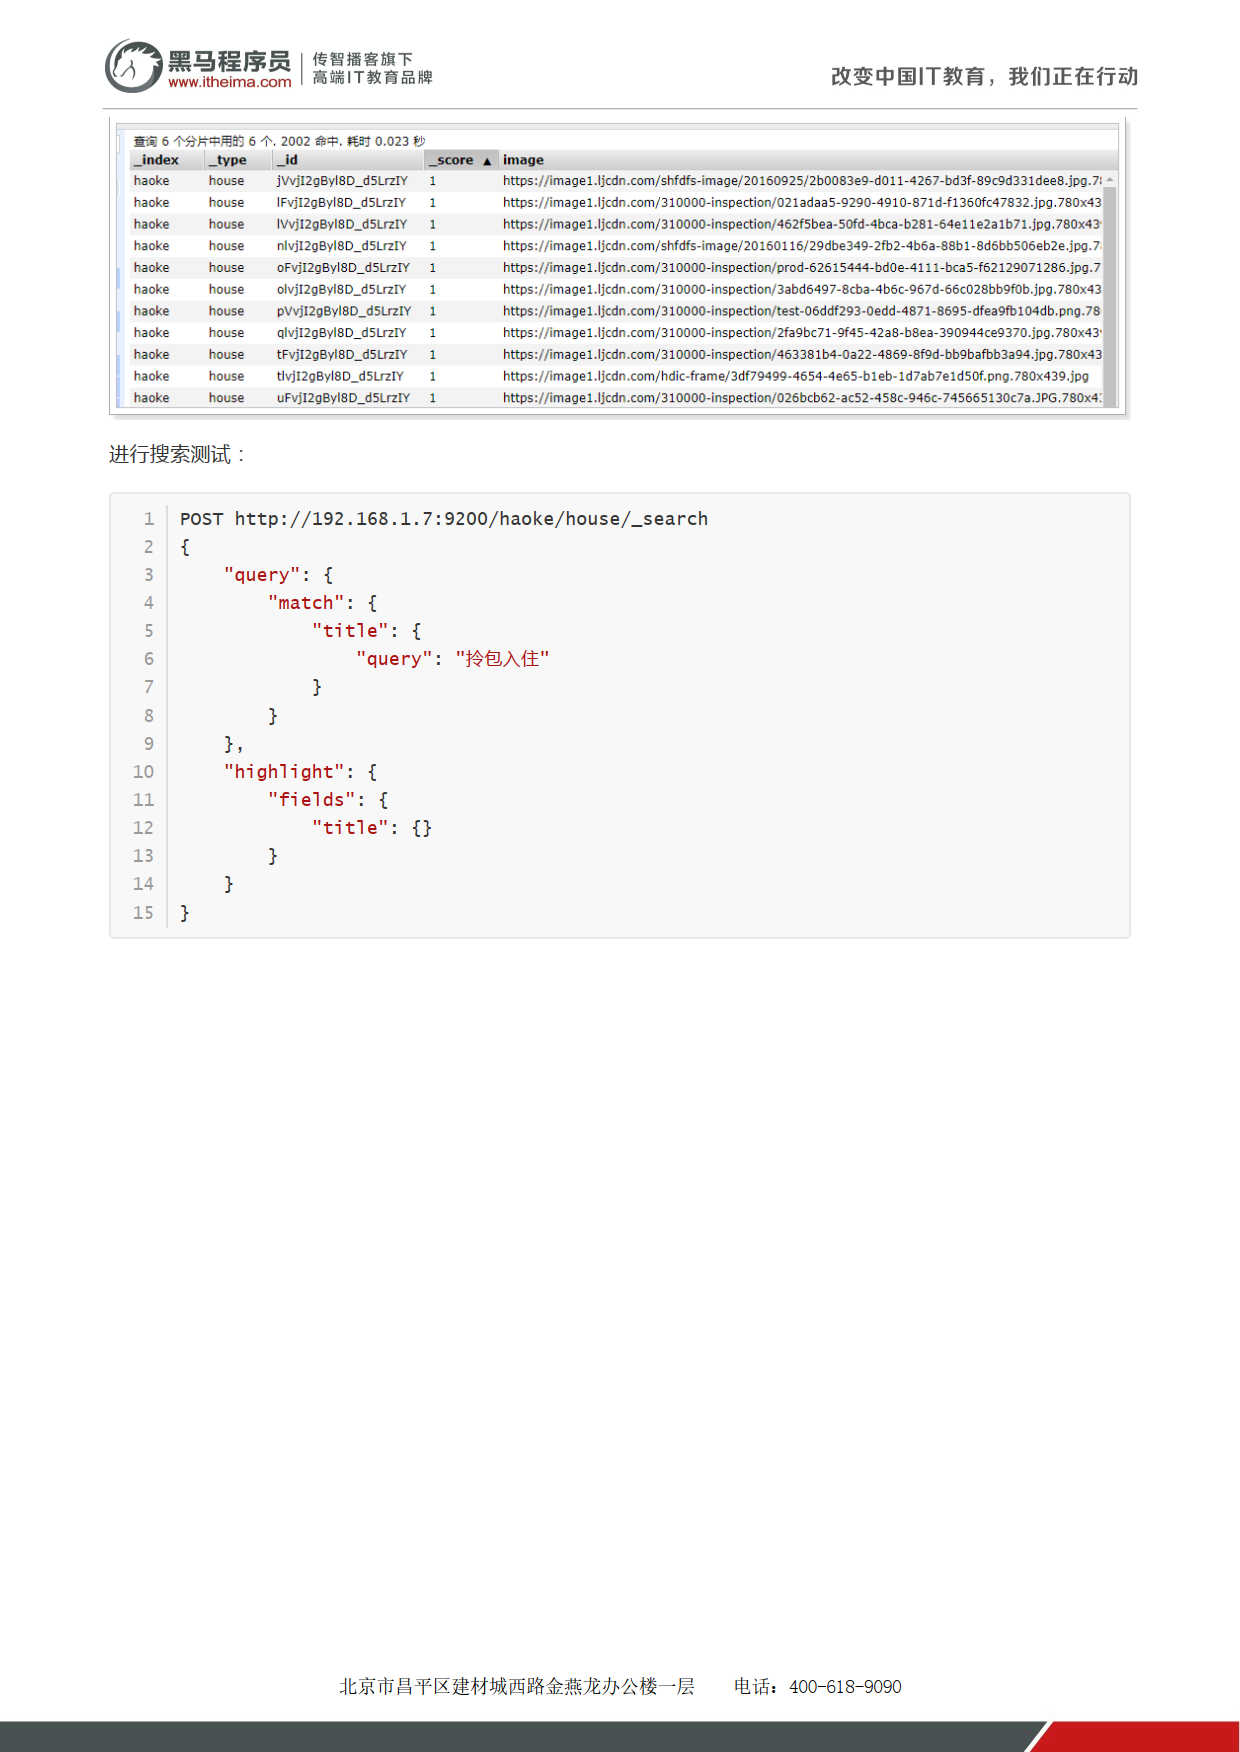 黑马程序员
www.itheima.com
传智播客旗下
高端IT教育品牌
改变中国IT教育，我们正在行动
查询 6 个分片中用的 6 个. 2002 命中. 耗时 0.023 秒
_index _type _id _score ▲ image
haoke house jVvjI2gByl8D_d5LrzIY 1 https://image1.ljcdn.com/shfdfs-image/20160925/2b0083e9-d011-4267-bd3f-89c9d331dee8.jpg.7
haoke house lFvjI2gByl8D_d5LrzIY 1 https://image1.ljcdn.com/310000-inspection/021adaa5-9290-4910-871d-f1360fc47832.jpg.780x43
haoke house lVvjI2gByl8D_d5LrzIY 1 https://image1.ljcdn.com/310000-inspection/462f5bea-50fd-4bca-b281-64e11e2a1b71.jpg.780x43
haoke house nlvjI2gByl8D_d5LrzIY 1 https://image1.ljcdn.com/shfdfs-image/20160116/29dbe349-2fb2-4b6a-88b1-8d6bb506eb2e.jpg.7
haoke house oFvjI2gByl8D_d5LrzIY 1 https://image1.ljcdn.com/310000-inspection/prod-62615444-bd0e-4111-bca5-f62129071286.jpg.7
haoke house olvjI2gByl8D_d5LrzIY 1 https://image1.ljcdn.com/310000-inspection/3abd6497-8cba-4b6c-967d-66c028bb9f0b.jpg.780x43
haoke house pVvjI2gByl8D_d5LrzIY 1 https://image1.ljcdn.com/310000-inspection/test-06ddf293-0edd-4871-8695-dfea9fb104db.png.78
haoke house qlvjI2gByl8D_d5LrzIY 1 https://image1.ljcdn.com/310000-inspection/2fa9bc71-9f45-42a8-b8ea-390944ce9370.jpg.780x43
haoke house tFvjI2gByl8D_d5LrzIY 1 https://image1.ljcdn.com/310000-inspection/463381b4-0a22-4869-8f9d-bb9bafbb3a94.jpg.780x43
haoke house tlvjI2gByl8D_d5LrzIY 1 https://image1.ljcdn.com/hdic-frame/3df79499-4654-4e65-b1eb-1d7ab7e1d50f.png.780x439.jpg
haoke house uFvjI2gByl8D_d5LrzIY 1 https://image1.ljcdn.com/310000-inspection/026bcb62-ac52-458c-946c-745665130c7a.JPG.780x4
进行搜索测试：
1 POST http://192.168.1.7:9200/haoke/house/_search
2 {
3     "query": {
4         "match": {
5             "title": {
6                 "query": "拎包入住"
7             }
8         }
9     },
10     "highlight": {
11         "fields": {
12             "title": {}
13         }
14     }
15 }
北京市昌平区建材城西路金燕龙办公楼一层 电话：400-618-9090